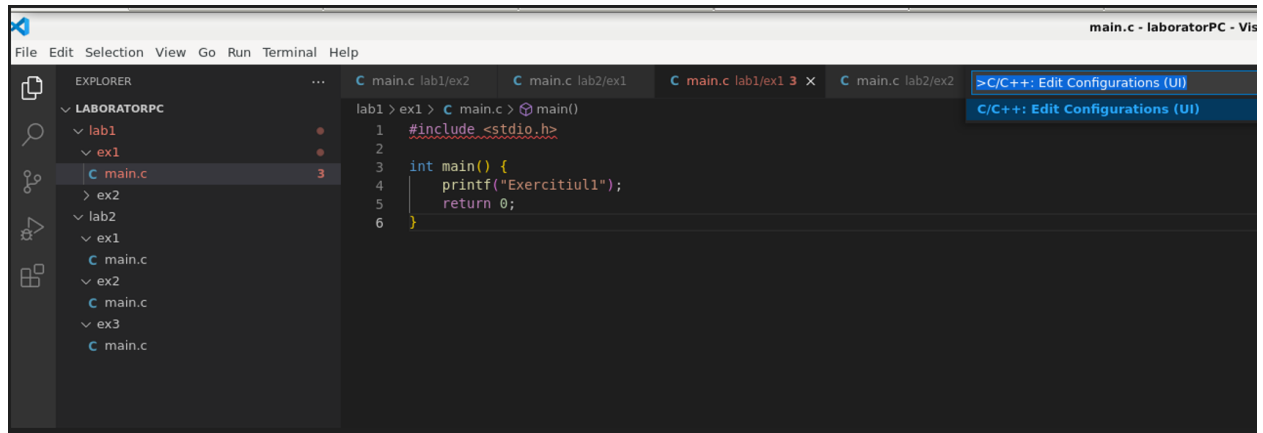 main.c - laboratorPC - Vis
File Edit Selection View Go Run Terminal Help
EXPLORER ...
LABORATORPC
lab1
ex1
C main.c 3
ex2
lab2
ex1
C main.c
ex2
C main.c
ex3
C main.c
C main.c lab1/ex2 C main.c lab2/ex1 C main.c lab1/ex1 3 × C main.c lab2/ex2
>C/C++: Edit Configurations (UI)
C/C++: Edit Configurations (UI)
lab1 > ex1 > C main.c > main()
1 #include <stdio.h>
2
3 int main() {
4 printf("Exercitiul1");
5 return 0;
6 }